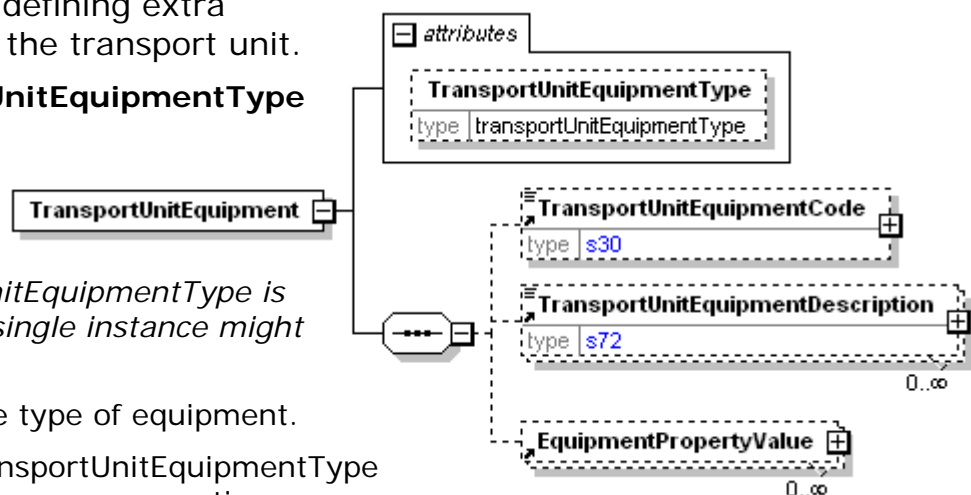 defining extra
the transport unit.
UnitEquipmentType
nitEquipmentType is
single instance might
e type of equipment.
nsportUnitEquipmentType
attributes
TransportUnitEquipmentType
type transportUnitEquipmentType
TransportUnitEquipment
TransportUnitEquipmentCode
type s30
TransportUnitEquipmentDescription
type s72
0..∞
EquipmentPropertyValue
0..∞